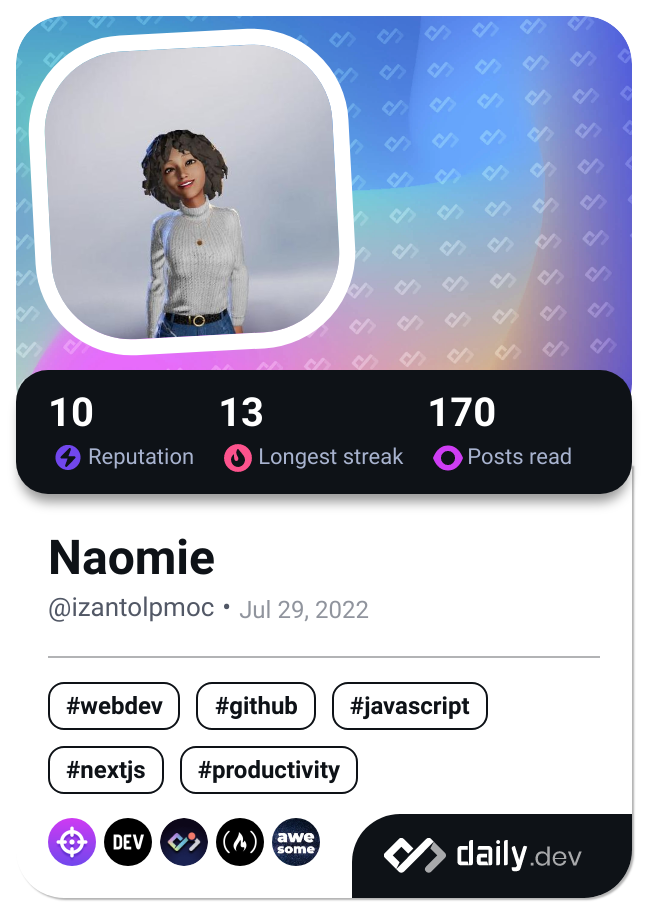 10 13 170
Reputation Longest streak Posts read
Naomie
@izantolpmoc • Jul 29, 2022
#webdev #github #javascript
#nextjs #productivity
DEV awe some
daily.dev